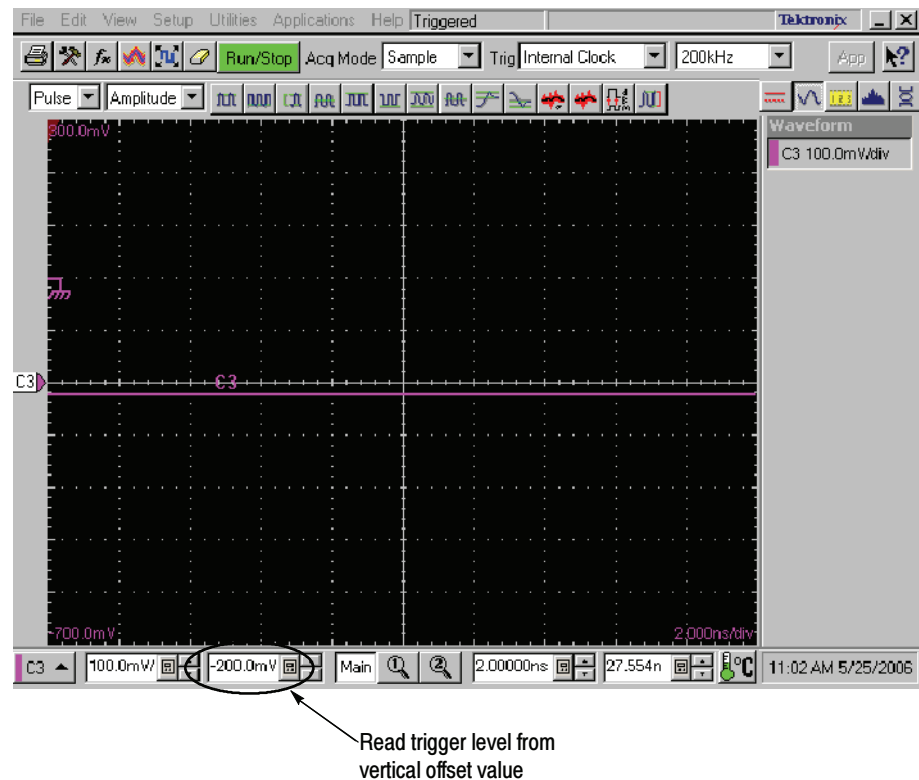 File Edit View Setup Utilities Applications Help Triggered Tektronix
Run/Stop Acq Mode Sample Trig Internal Clock 200kHz App
Pulse Amplitude
300.0mV
Waveform
C3 100.0mV/div
C3
C3
-700.0mV 2.000ns/div
C3 100.0mV/ -200.0mV Main 1 2 2.00000ns 27.554n °C 11:02 AM 5/25/2006
Read trigger level from
vertical offset value